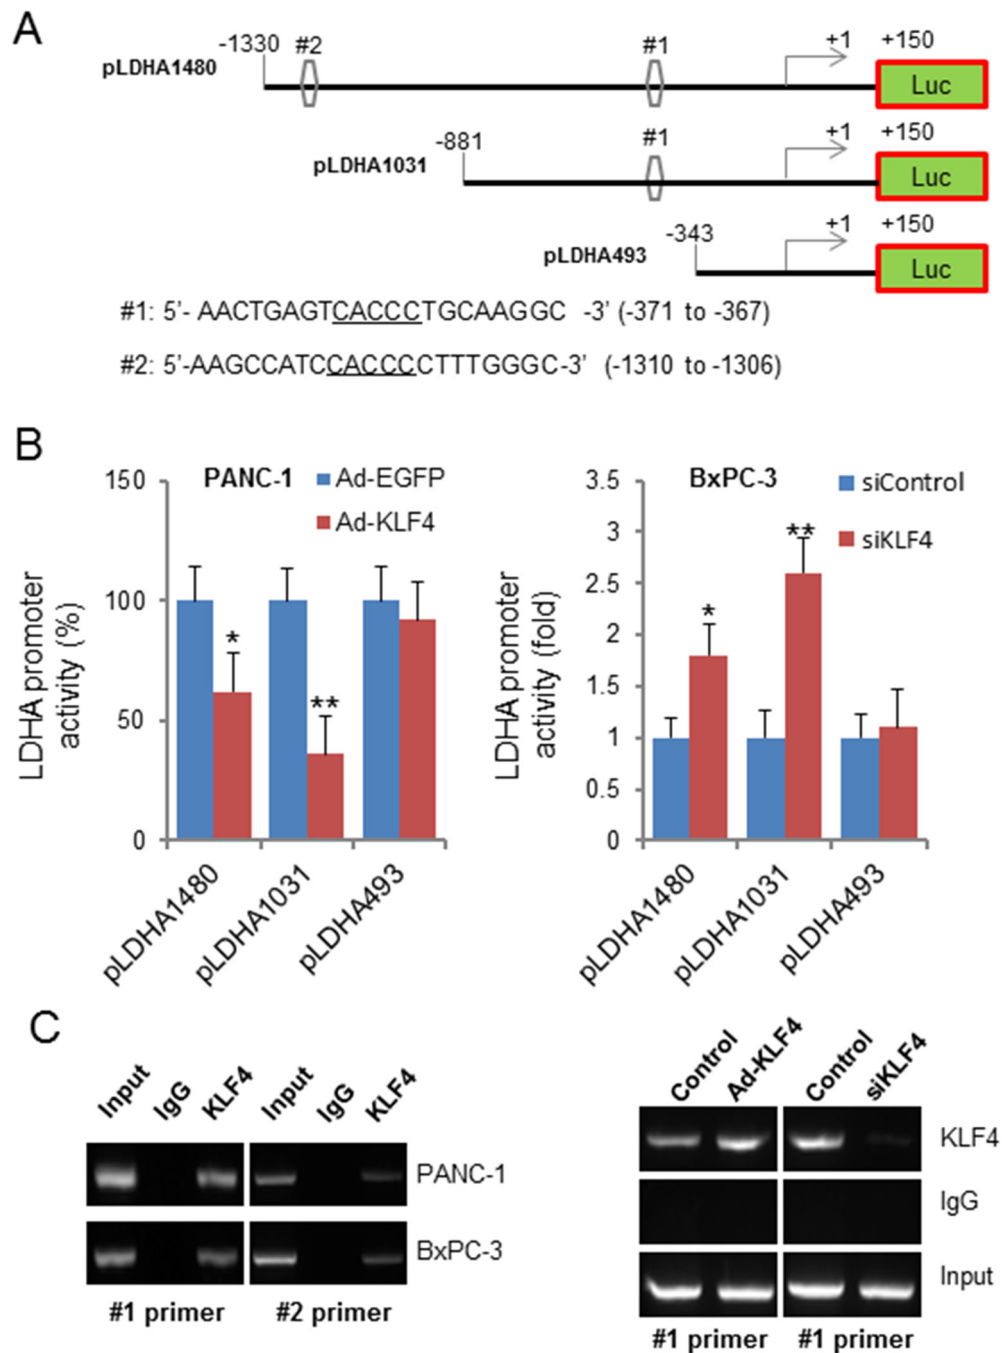 A
pLDHA1480 -1330 #2 #1 +1 +150
Luc
pLDHA1031 -881 #1 +1 +150
Luc
pLDHA493 -343 +1 +150
Luc
#1: 5'- AACTGAGTCACCCTGCAAGGC -3' (-371 to -367)
#2: 5'-AAGCCATCCACCCCTTTGGGC-3' (-1310 to -1306)
B
PANC-1
Ad-EGFP
Ad-KLF4
LDHA promoter
activity (%)
150
100
50
0
*
**
pLDHA1480
pLDHA1031
pLDHA493
BxPC-3
siControl
siKLF4
LDHA promoter
activity (fold)
3.5
3
2.5
2
1.5
1
0.5
0
*
**
pLDHA1480
pLDHA1031
pLDHA493
C
Input IgG KLF4 Input IgG KLF4
PANC-1
BxPC-3
#1 primer #2 primer
Control Ad-KLF4 Control siKLF4
KLF4
IgG
Input
#1 primer #1 primer